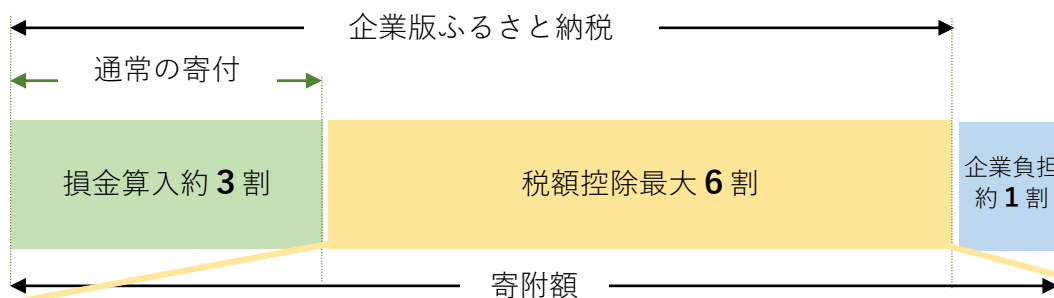 企業版ふるさと納税
通常の寄付
損金算入約3割
税額控除最大6割
企業負担
約1割
寄附額